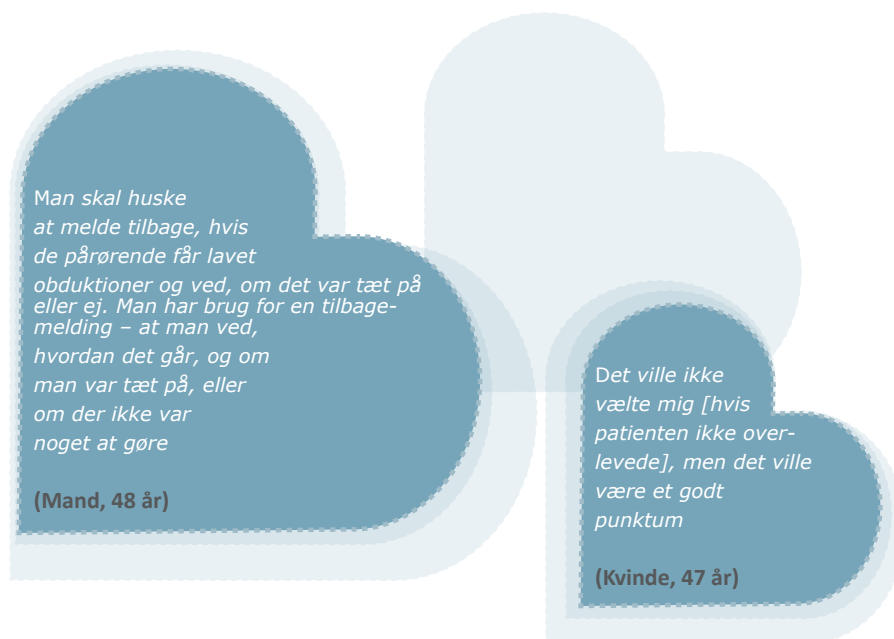 Man skal huske
at melde tilbage, hvis
de pårørende får lavet
obduktioner og ved, om det var tæt på
eller ej. Man har brug for en tilbage-
melding – at man ved,
hvordan det går, og om
man var tæt på, eller
om der ikke var
noget at gøre
(Mand, 48 år)
Det ville ikke
vælte mig [hvis
patienten ikke over-
levede], men det ville
være et godt
punktum
(Kvinde, 47 år)